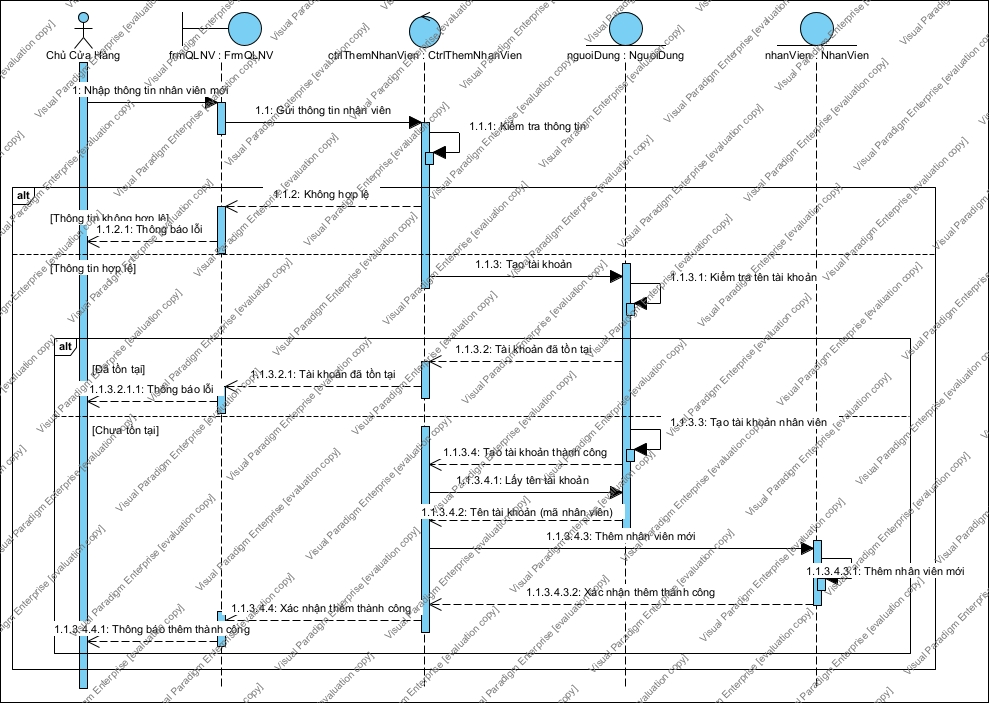 Chủ Cửa Hàng
frmQLNV : FrmQLNV
ctrlThemNhanVien : CtrlThemNhanVien
nguoiDung : NguoiDung
nhanVien : NhanVien
1: Nhập thông tin nhân viên mới
1.1: Gửi thông tin nhân viên
1.1.1: Kiểm tra thông tin
alt
1.1.2: Không hợp lệ
[Thông tin không hợp lệ]
1.1.2.1: Thông báo lỗi
[Thông tin hợp lệ]
1.1.3: Tạo tài khoản
1.1.3.1: Kiểm tra tên tài khoản
alt
1.1.3.2: Tài khoản đã tồn tại
[Đã tồn tại]
1.1.3.2.1: Tài khoản đã tồn tại
1.1.3.2.1.1: Thông báo lỗi
[Chưa tồn tại]
1.1.3.3: Tạo tài khoản nhân viên
1.1.3.4: Tạo tài khoản thành công
1.1.3.4.1: Lấy tên tài khoản
1.1.3.4.2: Tên tài khoản (mã nhân viên)
1.1.3.4.3: Thêm nhân viên mới
1.1.3.4.3.1: Thêm nhân viên mới
1.1.3.4.3.2: Xác nhận thêm thành công
1.1.3.4.4: Xác nhận thêm thành công
1.1.3.4.4.1: Thông báo thêm thành công
Visual Paradigm Enterprise [evaluation copy]